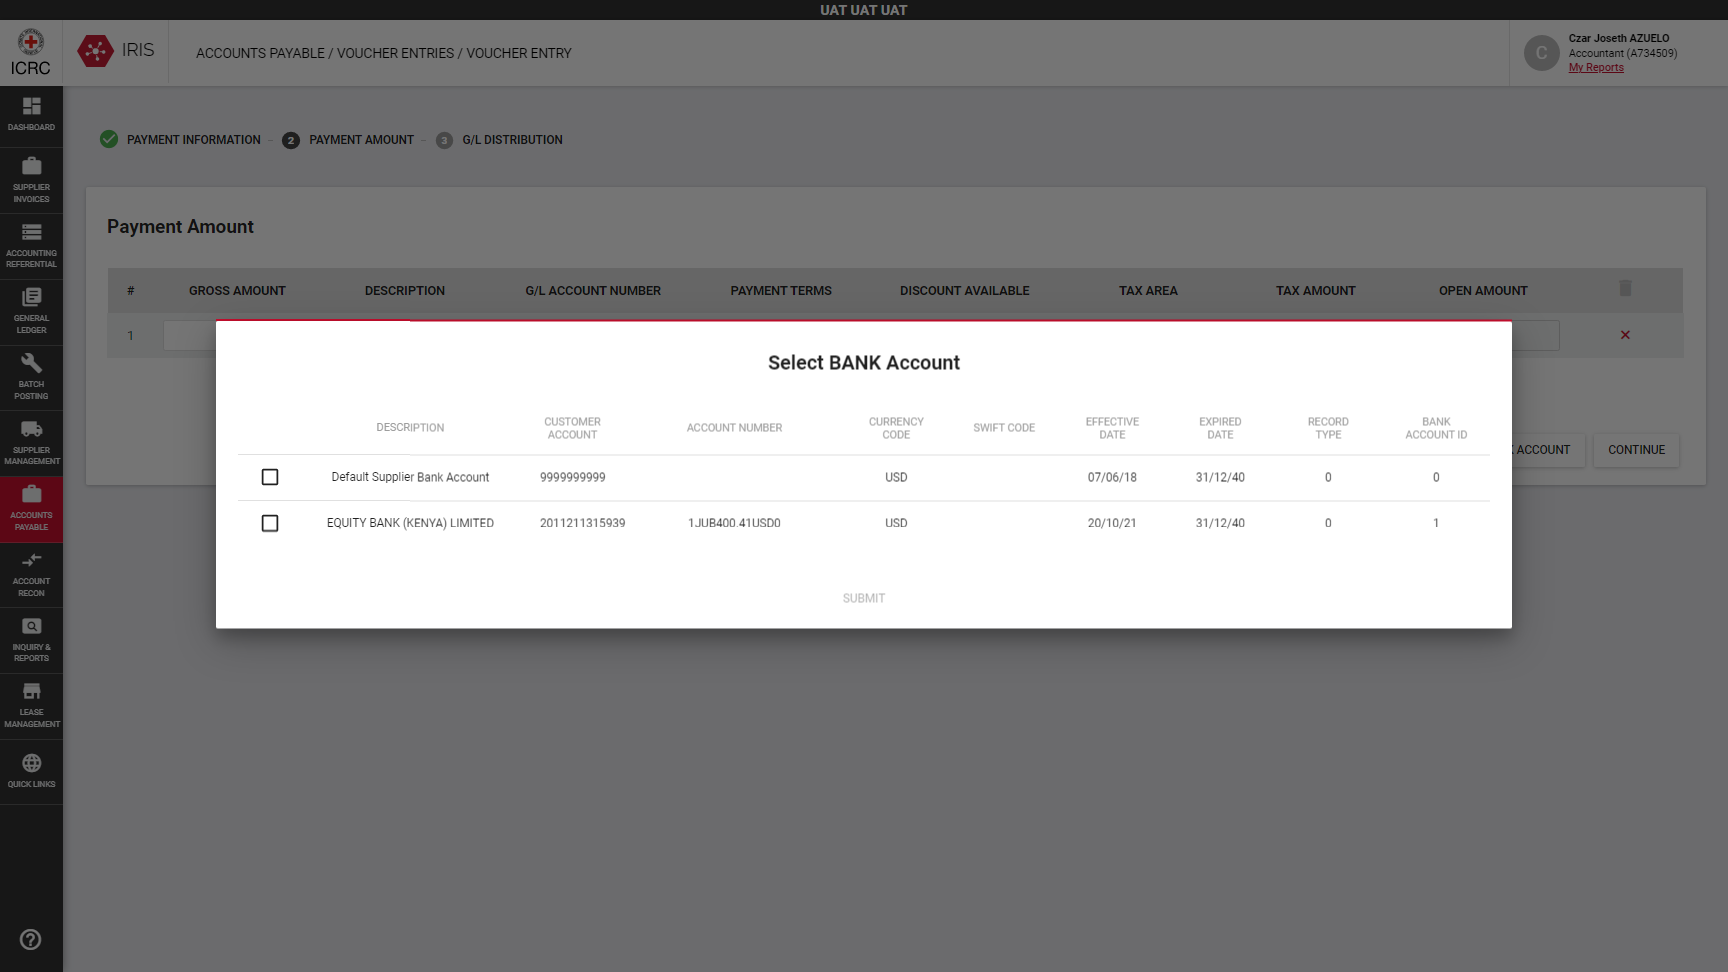 UAT UAT UAT
ICRC
IRIS
ACCOUNTS PAYABLE / VOUCHER ENTRIES / VOUCHER ENTRY
C
Czar Joseth AZUELO
Accountant (A734509)
My Reports
DASHBOARD
SUPPLIER
INVOICES
ACCOUNTING
REFERENTIAL
GENERAL
LEDGER
BATCH
POSTING
SUPPLIER
MANAGEMENT
ACCOUNTS
PAYABLE
ACCOUNT
RECON
INQUIRY &
REPORTS
LEASE
MANAGEMENT
QUICK LINKS
PAYMENT INFORMATION - 2 PAYMENT AMOUNT - 3 G/L DISTRIBUTION
Payment Amount
# GROSS AMOUNT DESCRIPTION G/L ACCOUNT NUMBER PAYMENT TERMS DISCOUNT AVAILABLE TAX AREA TAX AMOUNT OPEN AMOUNT
1
Select BANK Account
DESCRIPTION CUSTOMER ACCOUNT ACCOUNT NUMBER CURRENCY CODE SWIFT CODE EFFECTIVE DATE EXPIRED DATE RECORD TYPE BANK ACCOUNT ID
Default Supplier Bank Account 9999999999 USD 07/06/18 31/12/40 0 0
EQUITY BANK (KENYA) LIMITED 2011211315939 1JUB400.41USD0 USD 20/10/21 31/12/40 0 1
SUBMIT
ACCOUNT CONTINUE